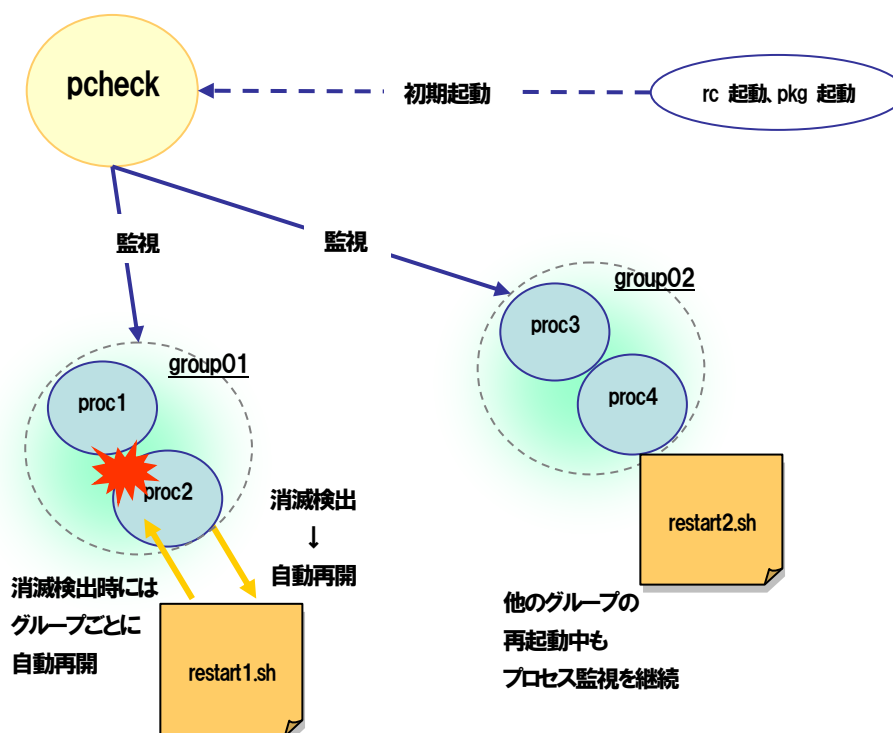 pcheck
初期起動
rc 起動、pkg 起動
監視
監視
group02
proc3
proc4
group01
proc1
proc2
消滅検出
↓
自動再開
restart2.sh
消滅検出時には
グループごとに
自動再開
restart1.sh
他のグループの
再起動中も
プロセス監視を継続